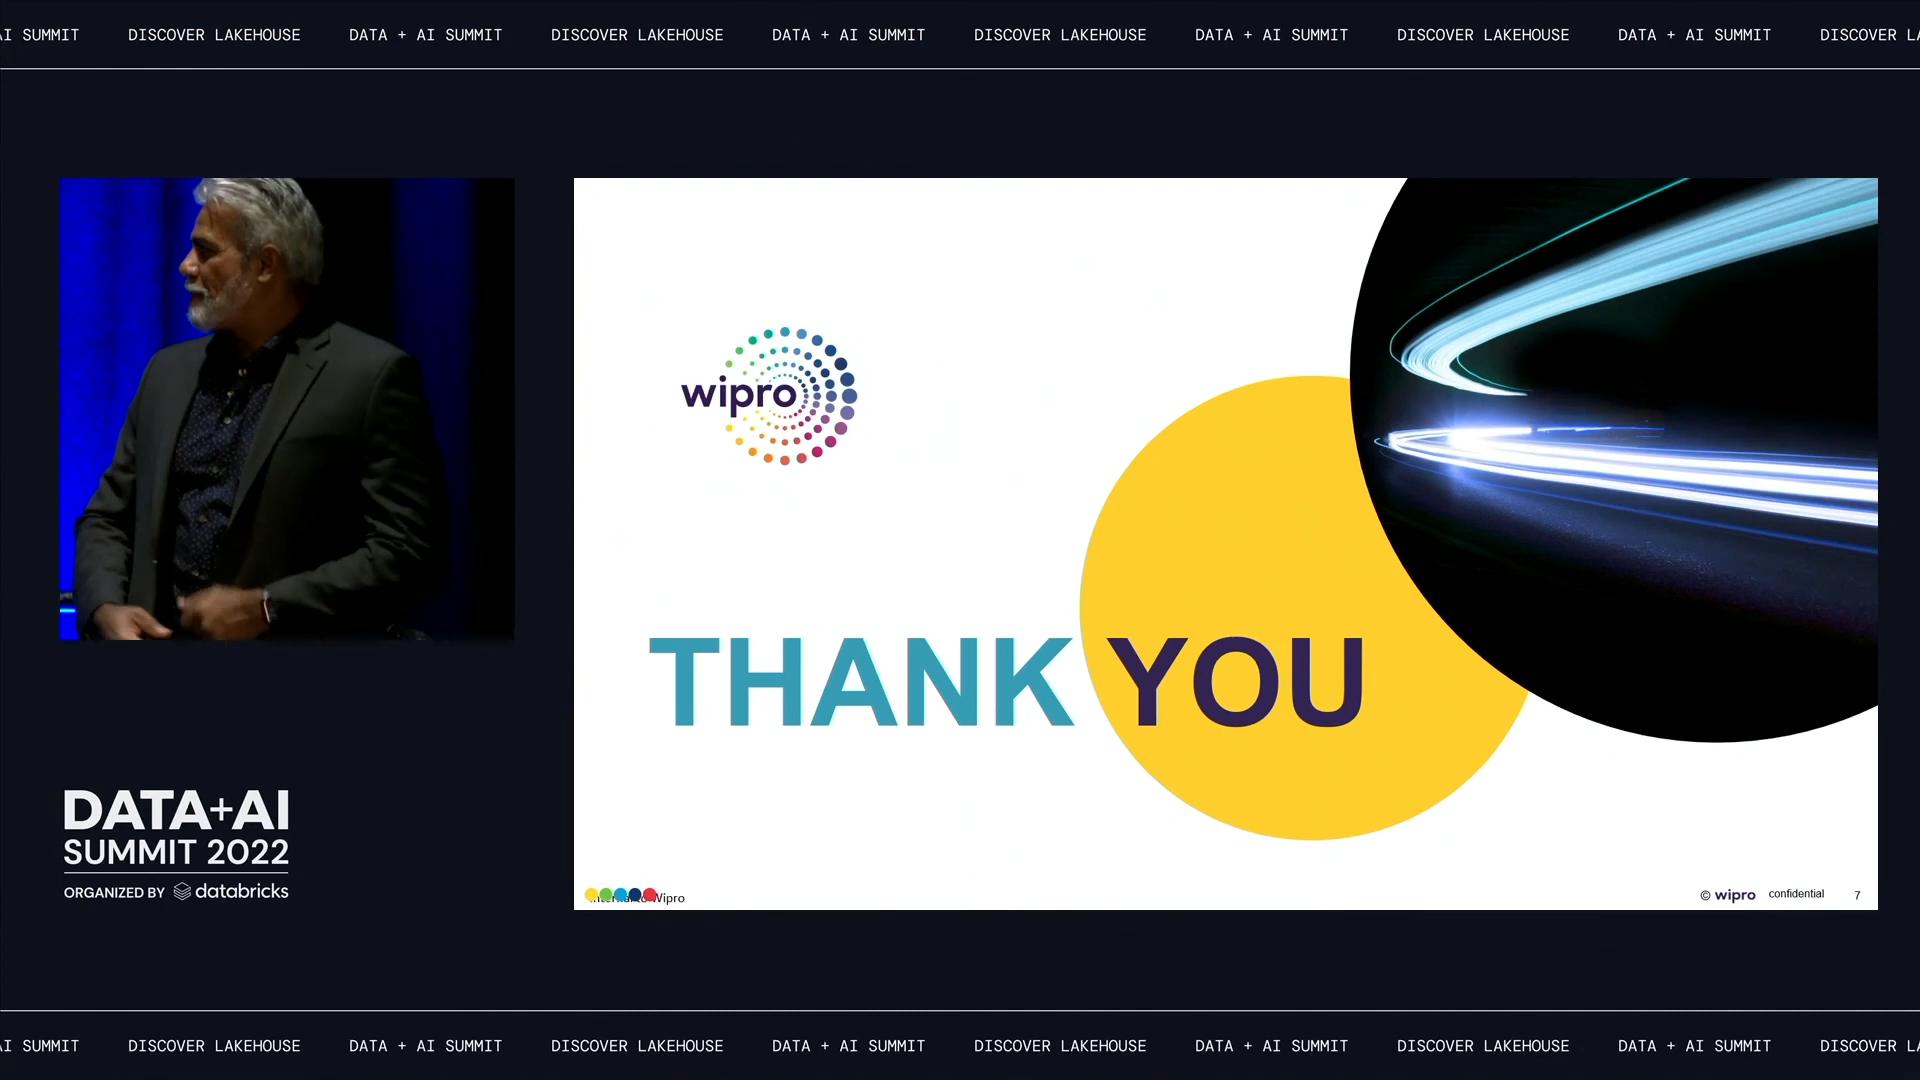 AI SUMMIT DISCOVER LAKEHOUSE DATA + AI SUMMIT DISCOVER LAKEHOUSE DATA + AI SUMMIT DISCOVER LAKEHOUSE DATA + AI SUMMIT DISCOVER LAKEHOUSE DATA + AI SUMMIT DISCOVER
wipro
THANK YOU
DATA+AI
SUMMIT 2022
ORGANIZED BY databricks
Wipro
© wipro confidential 7
AI SUMMIT DISCOVER LAKEHOUSE DATA + AI SUMMIT DISCOVER LAKEHOUSE DATA + AI SUMMIT DISCOVER LAKEHOUSE DATA + AI SUMMIT DISCOVER LAKEHOUSE DATA + AI SUMMIT DISCOVER